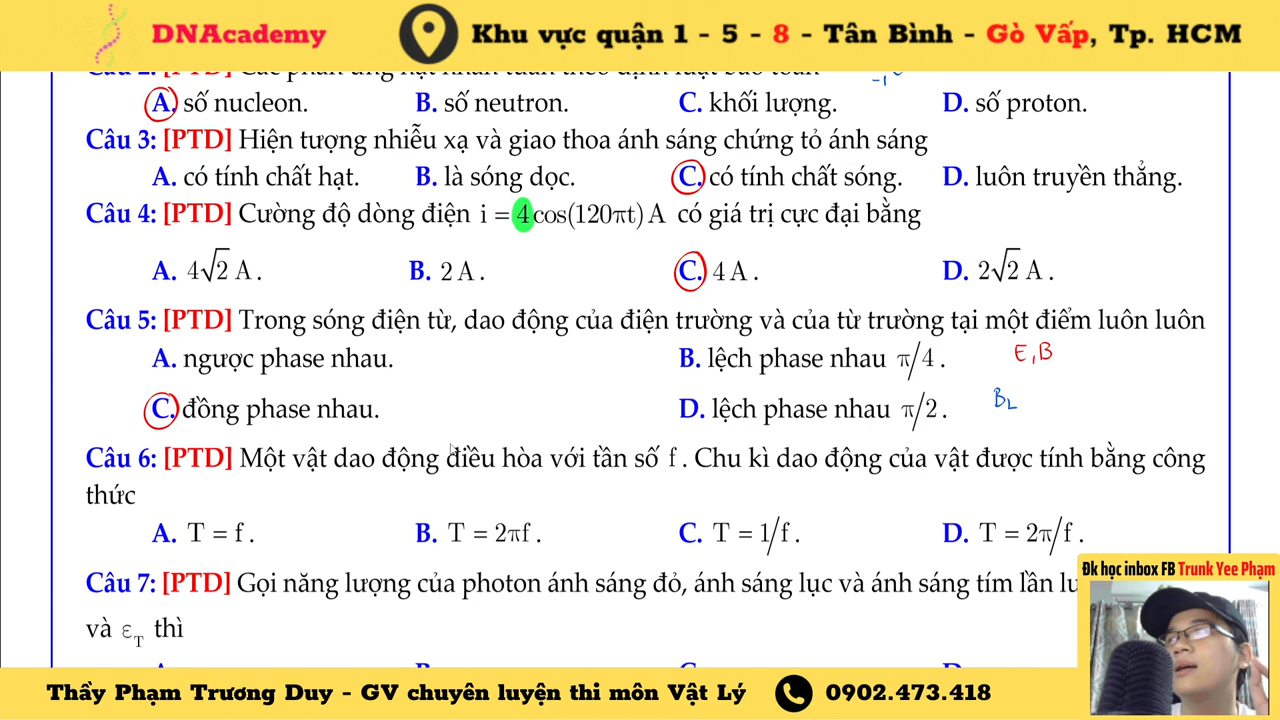 DNAcademy Khu vực quận 1 - 5 - 8 - Tân Bình - Gò Vấp, Tp. HCM
A. số nucleon. B. số neutron. C. khối lượng. D. số proton.
Câu 3: [PTD] Hiện tượng nhiễu xạ và giao thoa ánh sáng chứng tỏ ánh sáng
A. có tính chất hạt. B. là sóng dọc. C. có tính chất sóng. D. luôn truyền thẳng.
Câu 4: [PTD] Cường độ dòng điện i = 4cos(120πt) A có giá trị cực đại bằng
A. 4√2 A. B. 2 A. C. 4 A. D. 2√2 A.
Câu 5: [PTD] Trong sóng điện từ, dao động của điện trường và của từ trường tại một điểm luôn luôn
A. ngược phase nhau. B. lệch phase nhau π/4. E, B
C. đồng phase nhau. D. lệch phase nhau π/2.
Câu 6: [PTD] Một vật dao động điều hòa với tần số f. Chu kì dao động của vật được tính bằng công
thức
A. T = f. B. T = 2πf. C. T = 1/f. D. T = 2π/f.
Đk học inbox FB Trunk Yee Phạm
Câu 7: [PTD] Gọi năng lượng của photon ánh sáng đỏ, ánh sáng lục và ánh sáng tím lần
và ε_T thì
Thầy Phạm Trương Duy - GV chuyên luyện thi môn Vật Lý 0902.473.418